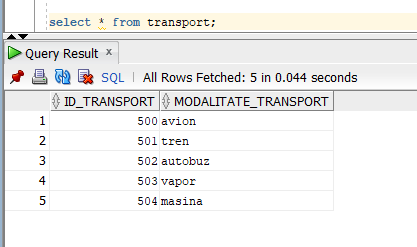 select * from transport;
Query Result x
SQL | All Rows Fetched: 5 in 0.044 seconds
ID_TRANSPORT MODALITATE_TRANSPORT
1 500 avion
2 501 tren
3 502 autobuz
4 503 vapor
5 504 masina